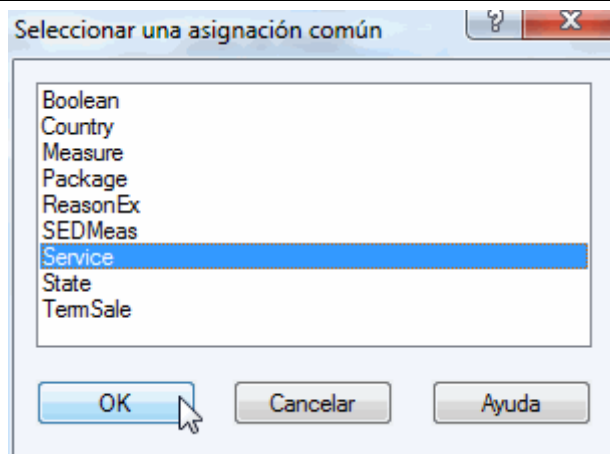 Seleccionar una asignación común
Boolean
Country
Measure
Package
ReasonEx
SEDMeas
Service
State
TermSale
OK Cancelar Ayuda